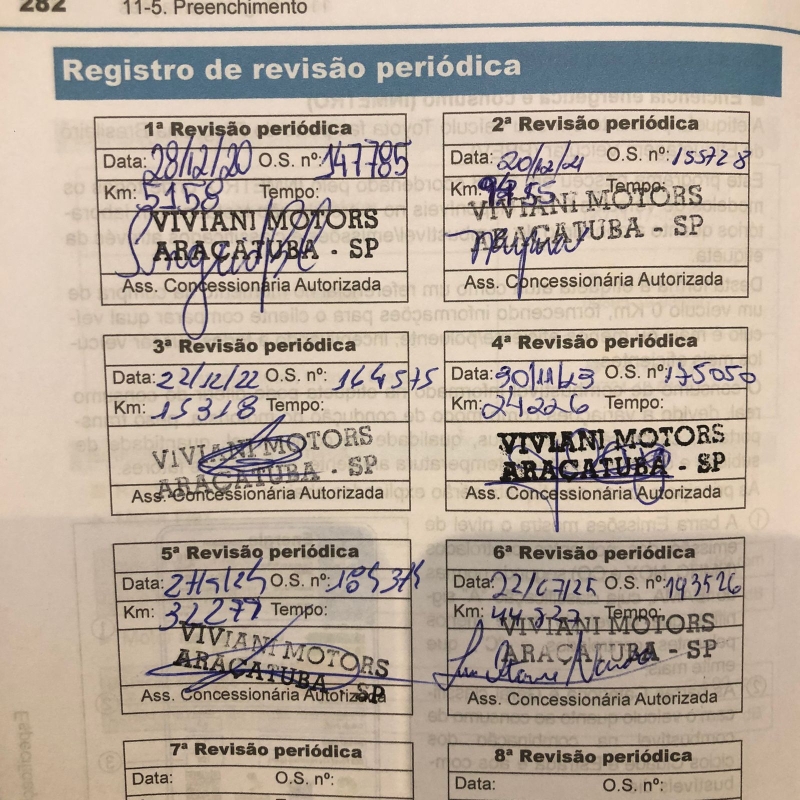 282
11-5. Preenchimento
Registro de revisão periódica
1ª Revisão periódica
Data: 28/12/20 O.S. nº: 147785
Km: 5158 Tempo:
VIVIANI MOTORS
ARAÇATUBA - SP
Ass. Concessionária Autorizada
2ª Revisão periódica
Data: 20/12/21 O.S. nº: 155728
Km: Tempo:
VIVIANI MOTORS
ARAÇATUBA - SP
Ass. Concessionária Autorizada
3ª Revisão periódica
Data: 22/12/22 O.S. nº: 164575
Km: 15318 Tempo:
VIVIANI MOTORS
ARAÇATUBA - SP
Ass. Concessionária Autorizada
4ª Revisão periódica
Data: 30/11/23 O.S. nº: 175050
Km: 24226 Tempo:
VIVIANI MOTORS
ARAÇATUBA - SP
Ass. Concessionária Autorizada
5ª Revisão periódica
Data: O.S. nº:
Km: Tempo:
VIVIANI MOTORS
ARAÇATUBA - SP
Ass. Concessionária Autorizada
6ª Revisão periódica
Data: 22/07/25 O.S. nº: 193526
Km: Tempo:
VIVIANI MOTORS
ARAÇATUBA - SP
Ass. Concessionária Autorizada
7ª Revisão periódica
Data: O.S. nº:
8ª Revisão periódica
Data: O.S. nº: